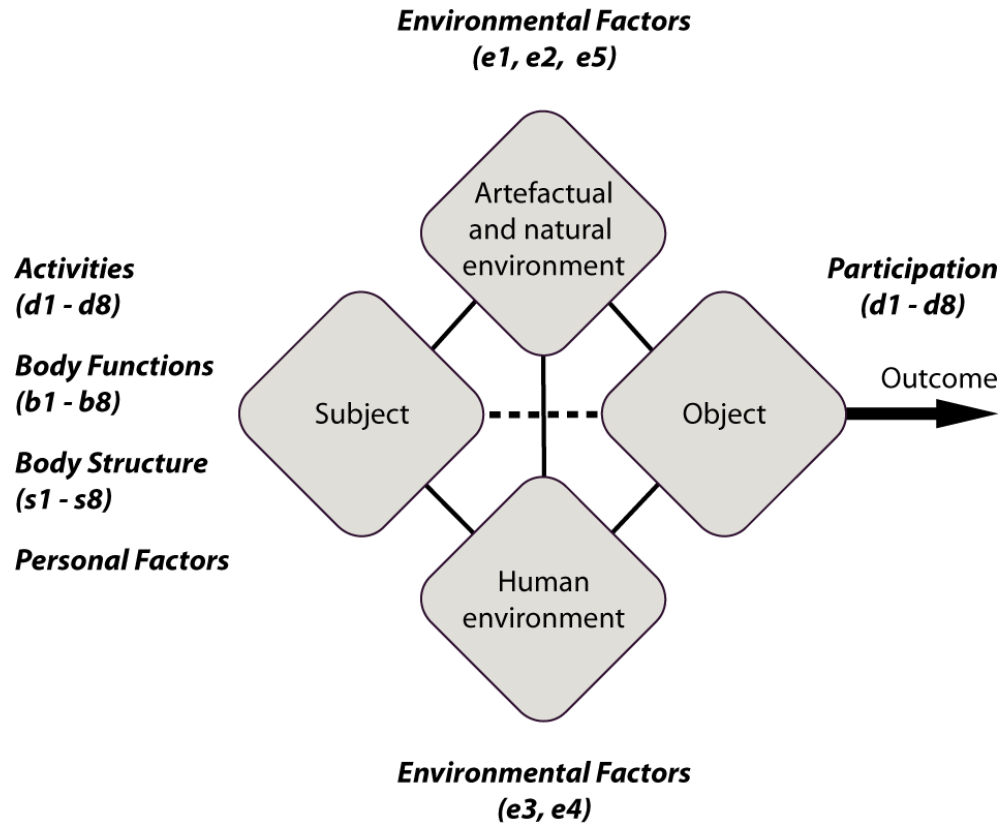 Environmental Factors
(e1, e2, e5)
Artefactual
and natural
environment
Activities
(d1 - d8)
Body Functions
(b1 - b8)
Body Structure
(s1 - s8)
Personal Factors
Subject
Object
Participation
(d1 - d8)
Outcome
Human
environment
Environmental Factors
(e3, e4)